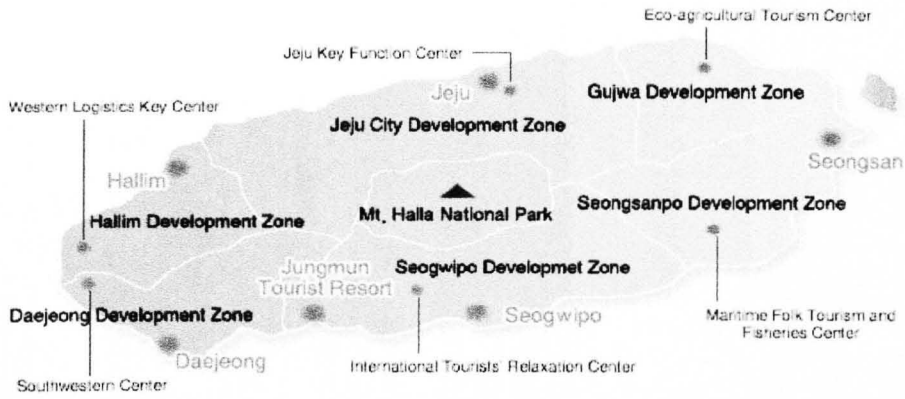 Eco-agricultural Tourism Center
Jeju Key Function Center
Jeju
Gujwa Development Zone
Western Logistics Key Center
Jeju City Development Zone
Seongsan
Hallim
Mt. Halla National Park
Seongsanpo Development Zone
Hallim Development Zone
Jungmun
Tourist Resort
Seogwipo Developmet Zone
Daejeong Development Zone
Seogwipo
Maritime Folk Tourism and
Fisheries Center
Daejeong
International Tourists' Relaxation Center
Southwestern Center